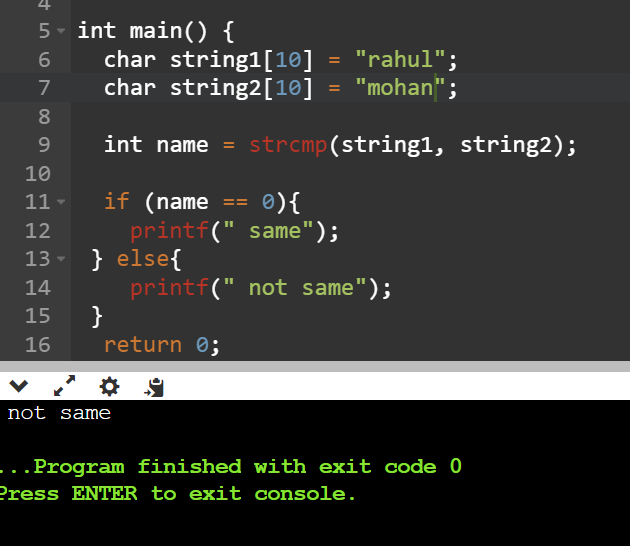 4
5 int main() {
6 char string1[10] = "rahul";
7 char string2[10] = "mohan";
8
9 int name = strcmp(string1, string2);
10
11 if (name == 0){
12 printf(" same");
13 } else{
14 printf(" not same");
15 }
16 return 0;
not same
...Program finished with exit code 0
Press ENTER to exit console.